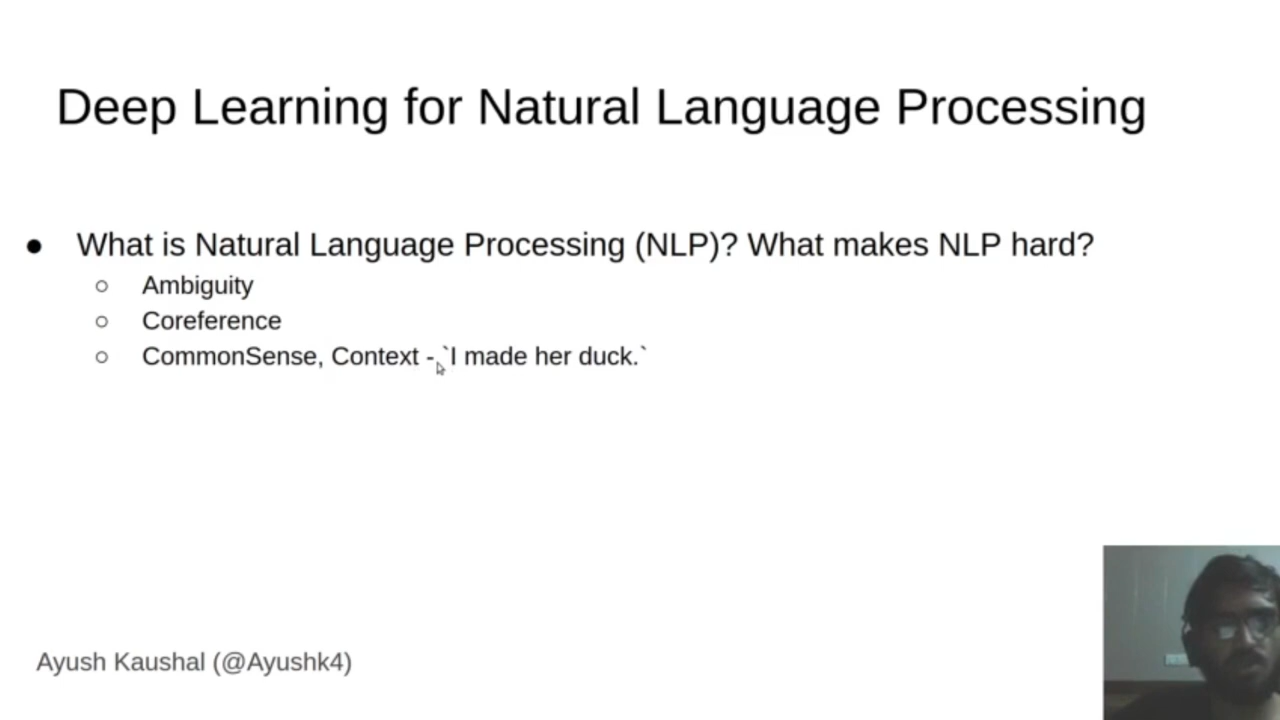 Deep Learning for Natural Language Processing
● What is Natural Language Processing (NLP)? What makes NLP hard?
○ Ambiguity
○ Coreference
○ CommonSense, Context - `I made her duck.`
Ayush Kaushal (@Ayushk4)